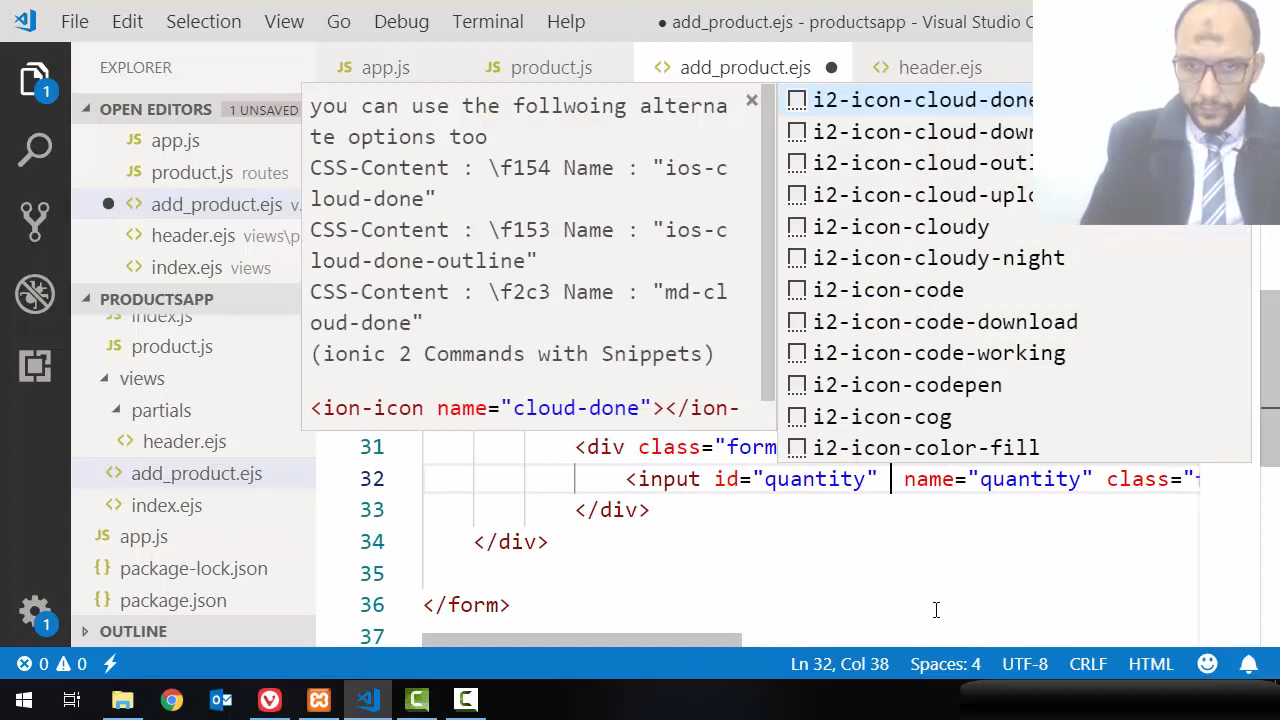 File Edit Selection View Go Debug Terminal Help
● add_product.ejs - productsapp - Visual Studio
EXPLORER
JS app.js
JS product.js
<> add_product.ejs ●
<> header.ejs
OPEN EDITORS 1 UNSAVED
JS app.js
JS product.js routes
● <> add_product.ejs
<> header.ejs views\p
<> index.ejs views
PRODUCTSAPP
JS index.js
JS product.js
views
partials
<> header.ejs
<> add_product.ejs
<> index.ejs
JS app.js
{} package-lock.json
{} package.json
OUTLINE
1
1
you can use the follwoing alterna
te options too
CSS-Content : \f154 Name : "ios-c
loud-done"
CSS-Content : \f153 Name : "ios-c
loud-done-outline"
CSS-Content : \f2c3 Name : "md-cl
oud-done"
(ionic 2 Commands with Snippets)
<ion-icon name="cloud-done"></ion-
i2-icon-cloud-done
i2-icon-cloud-dow
i2-icon-cloud-outl
i2-icon-cloud-uplo
i2-icon-cloudy
i2-icon-cloudy-night
i2-icon-code
i2-icon-code-download
i2-icon-code-working
i2-icon-codepen
i2-icon-cog
i2-icon-color-fill
31 <div class="form
32 <input id="quantity" name="quantity" class="
33 </div>
34 </div>
35
36 </form>
37
0 0 Ln 32, Col 38 Spaces: 4 UTF-8 CRLF HTML